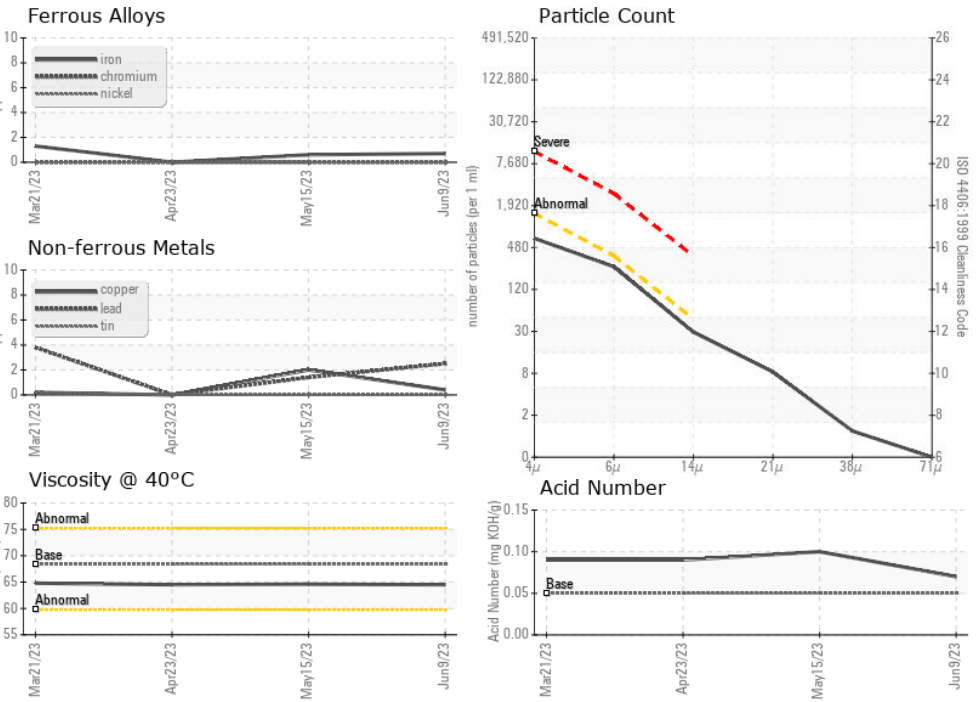 Ferrous Alloys
10
8
6
4
2
0
iron
chromium
nickel
Mar21/23
Apr23/23
May15/23
Jun9/23
Non-ferrous Metals
10
8
6
4
2
0
copper
lead
tin
Mar21/23
Apr23/23
May15/23
Jun9/23
Viscosity @ 40°C
80
75
70
65
60
55
Abnormal
Base
Abnormal
Mar21/23
Apr23/23
May15/23
Jun9/23
Particle Count
number of particles (per 1 ml)
491,520
122,880
30,720
7,680
1,920
480
120
30
8
2
0
Severe
Abnormal
4µ
6µ
14µ
21µ
38µ
71µ
26
24
22
20
18
16
14
12
10
8
6
ISO 4406:1999 Cleanliness Code
Acid Number
Acid Number (mg KOH/g)
0.15
0.10
0.05
0.00
Base
Mar21/23
Apr23/23
May15/23
Jun9/23